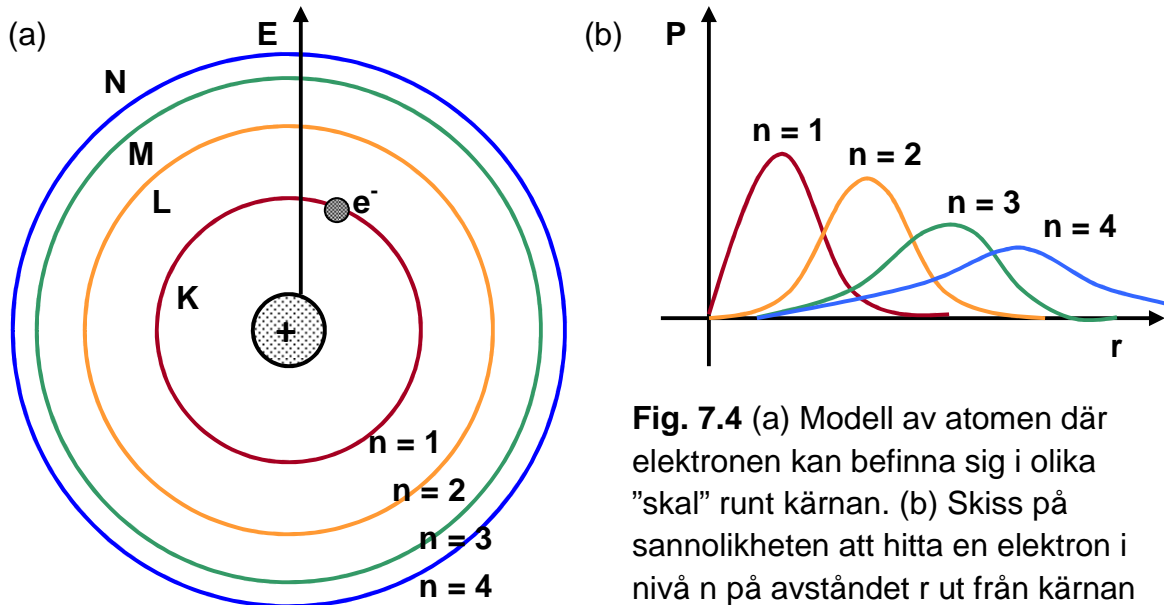 (a)
E
N
M
L
e-
K
+
n = 1
n = 2
n = 3
n = 4
(b)
P
n = 1
n = 2
n = 3
n = 4
r
Fig. 7.4 (a) Modell av atomen där
elektronen kan befinna sig i olika
”skal” runt kärnan. (b) Skiss på
sannolikheten att hitta en elektron i
nivå n på avståndet r ut från kärnan